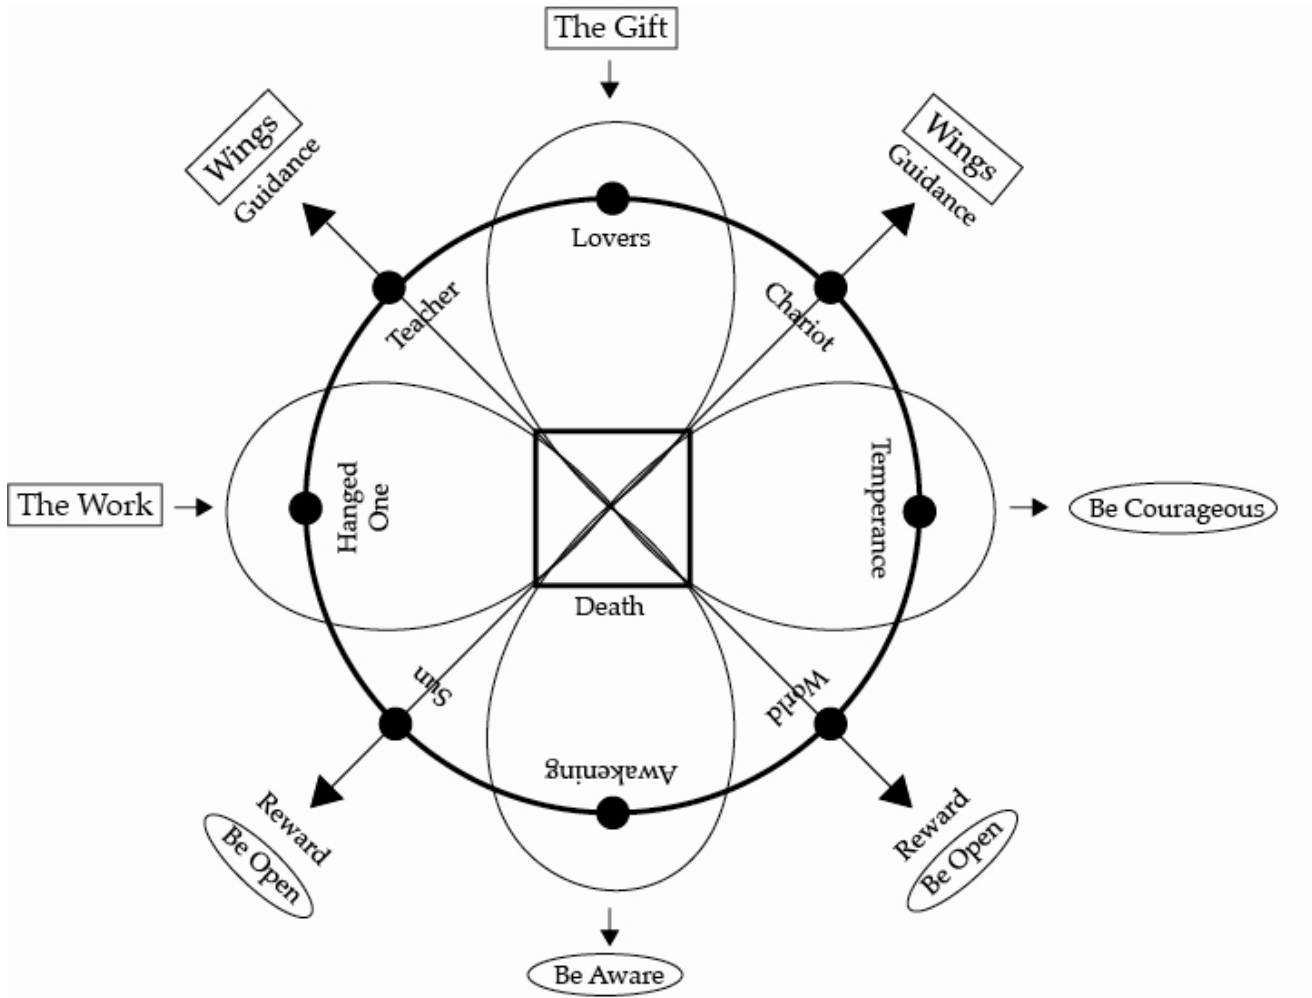 The Gift
Wings
Guidance
Wings
Guidance
Lovers
Teacher
Chariot
The Work
Hanged
One
Temperance
Be Courageous
Death
Sun
World
Awakening
Reward
Be Open
Reward
Be Open
Be Aware